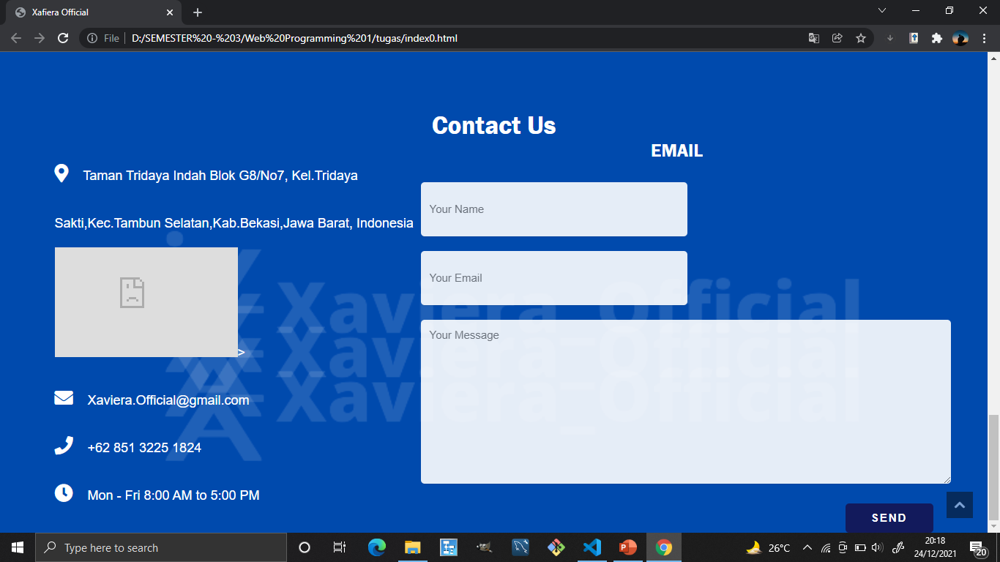 Xafiera Official
File
D:/SEMESTER%20-%203/Web%20Programming%201/tugas/index0.html
Contact Us
EMAIL
Taman Tridaya Indah Blok G8/No7, Kel.Tridaya
Sakti,Kec.Tambun Selatan,Kab.Bekasi,Jawa Barat, Indonesia
>
Xaviera.Official@gmail.com
+62 851 3225 1824
Mon - Fri 8:00 AM to 5:00 PM
Your Name
Your Email
Your Message
Xaviera_Official
Xaviera_Official
Xaviera_Official
SEND
Type here to search
26°C
20:18
24/12/2021
20